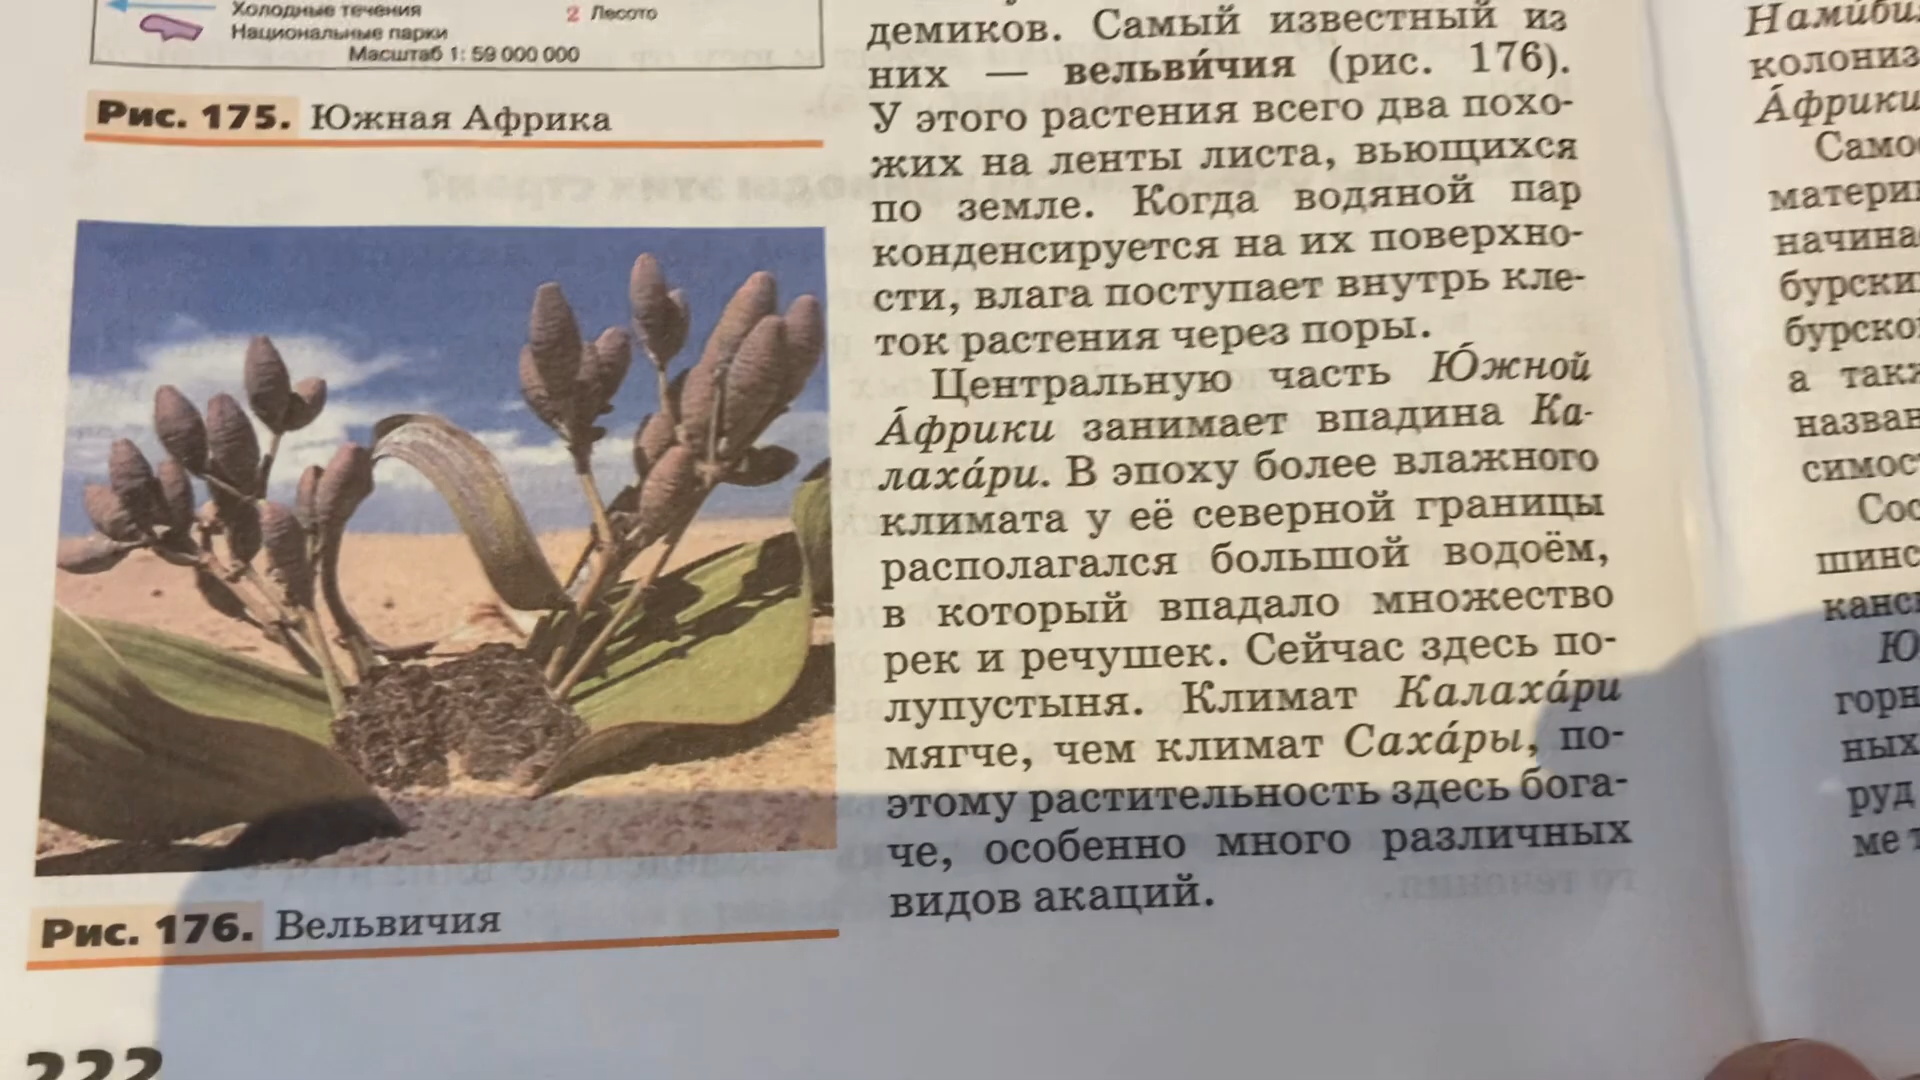 Холодные течения
2 Лесото
Национальные парки
Масштаб 1: 59 000 000
Рис. 175. Южная Африка
Рис. 176. Вельвичия
222
демиков. Самый известный из
них — вельви́чия (рис. 176).
У этого растения всего два похо-
жих на ленты листа, вьющихся
по земле. Когда водяной пар
конденсируется на их поверхно-
сти, влага поступает внутрь кле-
ток растения через поры.
Центральную часть Ю́жной
А́фрики занимает впадина Ка-
лаха́ри. В эпоху более влажного
климата у её северной границы
располагался большой водоём,
в который впадало множество
рек и речушек. Сейчас здесь по-
лупустыня. Климат Калаха́ри
мягче, чем климат Саха́ры, по-
этому растительность здесь бога-
че, особенно много различных
видов акаций.
колониз
А́фрики
Само
матери
начина
бурски
бурско
а такж
назван
симост
Сос
шинс
канск
Ю
горн
ных
руд
ме т